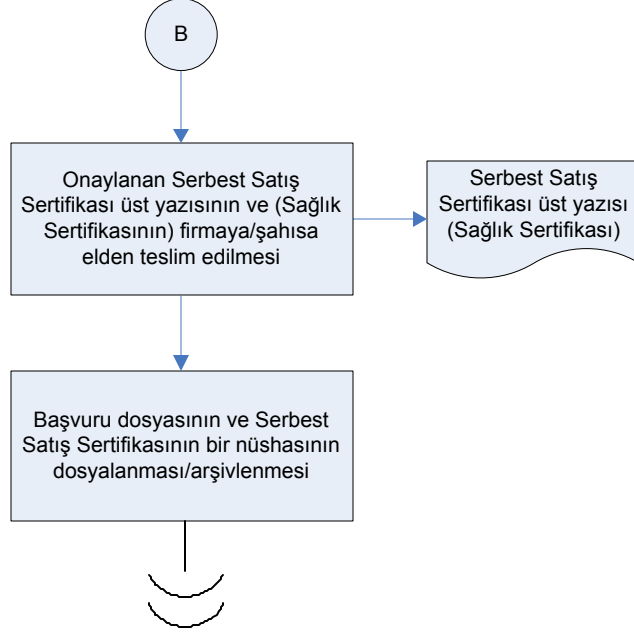 B
Onaylanan Serbest Satış
Sertifikası üst yazısının ve (Sağlık
Sertifikasının) firmaya/şahısa
elden teslim edilmesi
Serbest Satış
Sertifikası üst yazısı
(Sağlık Sertifikası)
Başvuru dosyasının ve Serbest
Satış Sertifikasının bir nüshasının
dosyalanması/arşivlenmesi